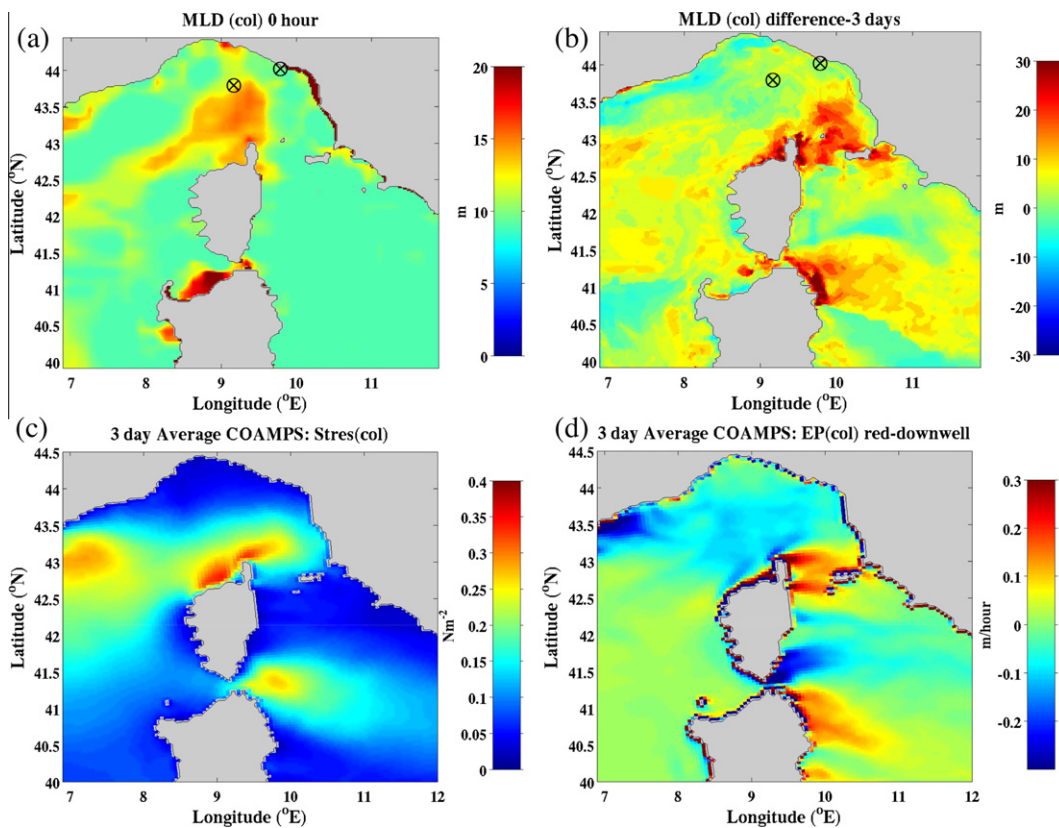 MLD (col) 0 hour
(a)
44
43.5
43
42.5
42
41.5
41
40.5
40
Latitude (°N)
7 8 9 10 11
Longitude (°E)
20
15
10
5
0
m
MLD (col) difference-3 days
(b)
44
43.5
43
42.5
42
41.5
41
40.5
40
Latitude (°N)
7 8 9 10 11
Longitude (°E)
30
20
10
0
-10
-20
-30
m
3 day Average COAMPS: Stres(col)
(c)
44.5
44
43.5
43
42.5
42
41.5
41
40.5
40
Latitude (°N)
7 8 9 10 11 12
Longitude (°E)
0.4
0.35
0.3
0.25
0.2
0.15
0.1
0.05
0
Nm-2
3 day Average COAMPS: EP(col) red-downwell
(d)
44.5
44
43.5
43
42.5
42
41.5
41
40.5
40
Latitude (°N)
7 8 9 10 11 12
Longitude (°E)
0.3
0.2
0.1
0
-0.1
-0.2
m/hour